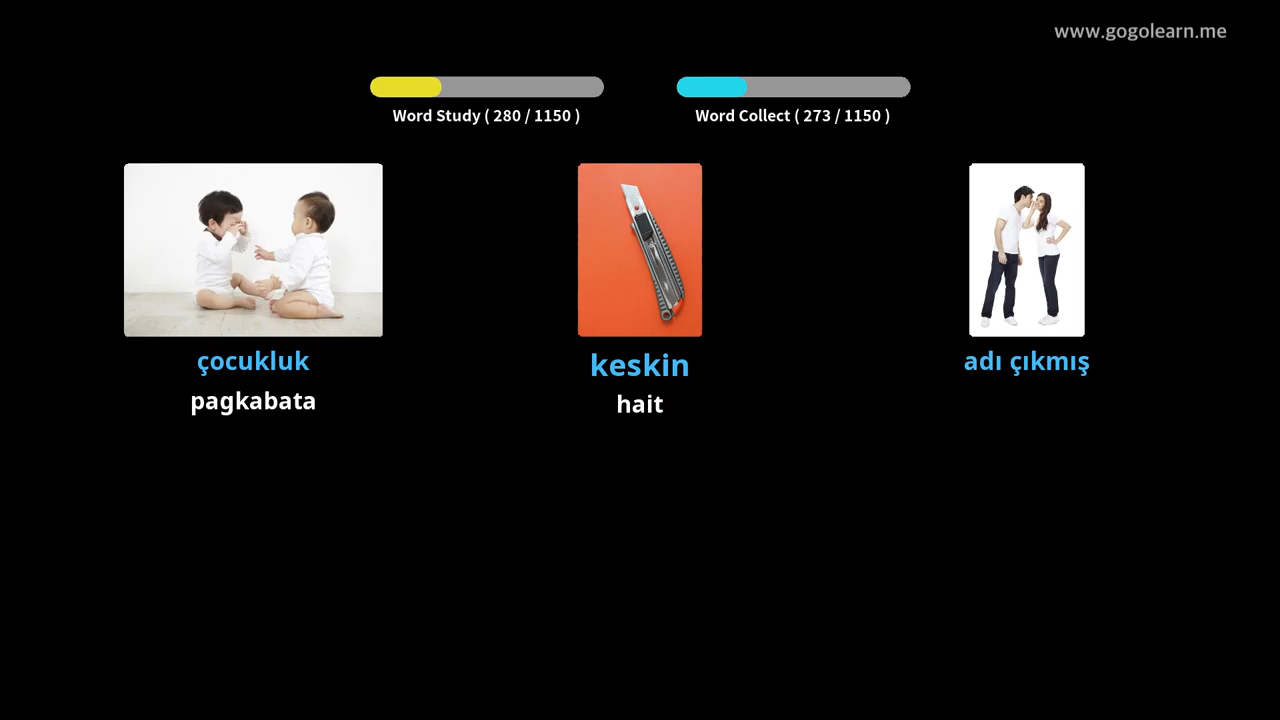 www.gogolearn.me
Word Study ( 280 / 1150 )
Word Collect ( 273 / 1150 )
çocukluk
keskin
adı çıkmış
pagkabata
hait